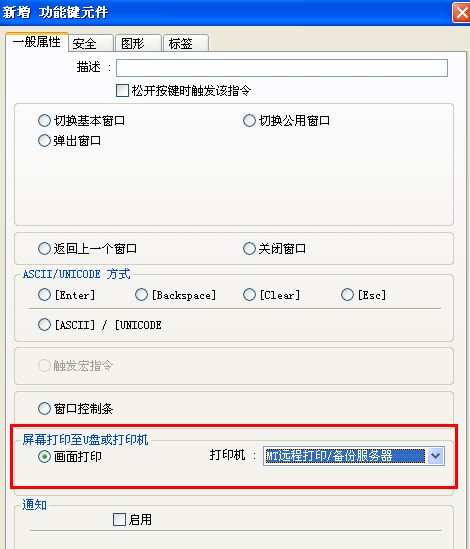 新增 功能键元件
一般属性 安全 图形 标签
描述 :
松开按键时触发该指令
切换基本窗口 切换公用窗口
弹出窗口
返回上一个窗口 关闭窗口
ASCII/UNICODE 方式
[Enter] [Backspace] [Clear] [Esc]
[ASCII] / [UNICODE
触发宏指令
窗口控制条
屏幕打印至U盘或打印机
画面打印 打印机 : MT远程打印/备份服务器
通知
启用